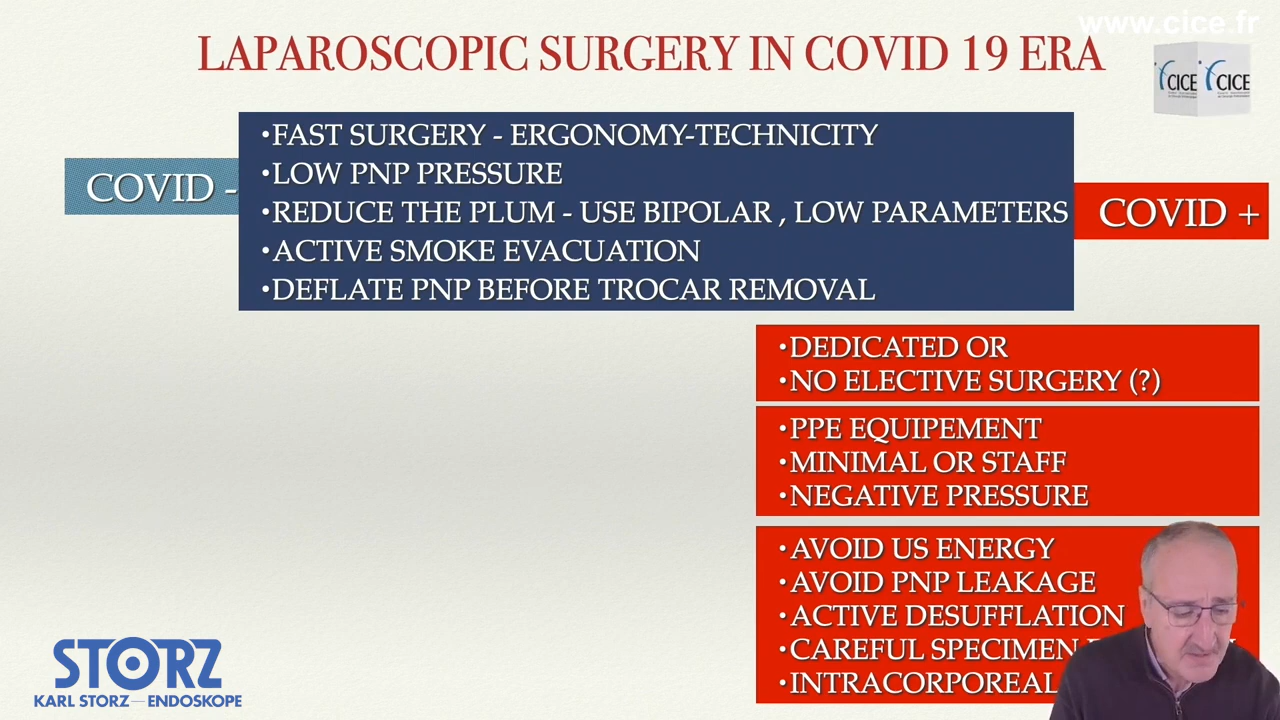 www.cice.fr
LAPAROSCOPIC SURGERY IN COVID 19 ERA
CICE CICE
COVID -
•FAST SURGERY - ERGONOMY-TECHNICITY
•LOW PNP PRESSURE
•REDUCE THE PLUM - USE BIPOLAR , LOW PARAMETERS
•ACTIVE SMOKE EVACUATION
•DEFLATE PNP BEFORE TROCAR REMOVAL
COVID +
•DEDICATED OR
•NO ELECTIVE SURGERY (?)
•PPE EQUIPEMENT
•MINIMAL OR STAFF
•NEGATIVE PRESSURE
•AVOID US ENERGY
•AVOID PNP LEAKAGE
•ACTIVE DESUFFLATION
•CAREFUL SPECIMEN
•INTRACORPOREAL
STORZ
KARL STORZ—ENDOSKOPE